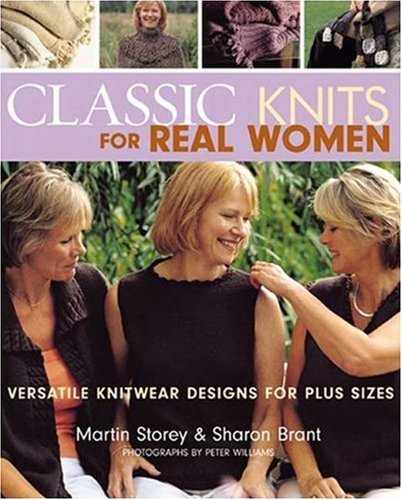 CLASSIC KNITS
FOR REAL WOMEN
VERSATILE KNITWEAR DESIGNS FOR PLUS SIZES
Martin Storey & Sharon Brant
PHOTOGRAPHS BY PETER WILLIAMS